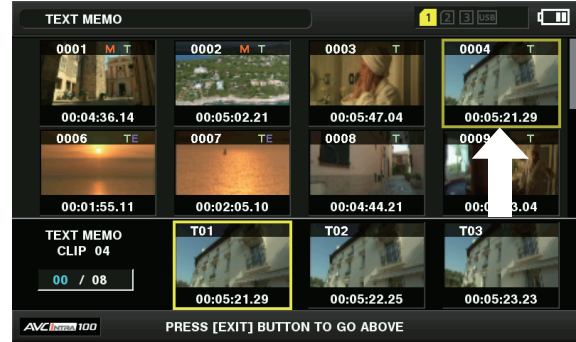 TEXT MEMO
1 2 3 USB
0001 M T
0002 M T
0003 T
0004 T
00:04:36.14
00:05:02.21
00:05:47.04
00:05:21.29
0006 TE
0007 TE
0008 T
0009 T
00:01:55.11
00:02:05.10
00:04:44.21
3.04
TEXT MEMO
CLIP 04
00 / 08
T01
T02
T03
00:05:21.29
00:05:22.25
00:05:23.23
AVC INTRA 100
PRESS [EXIT] BUTTON TO GO ABOVE